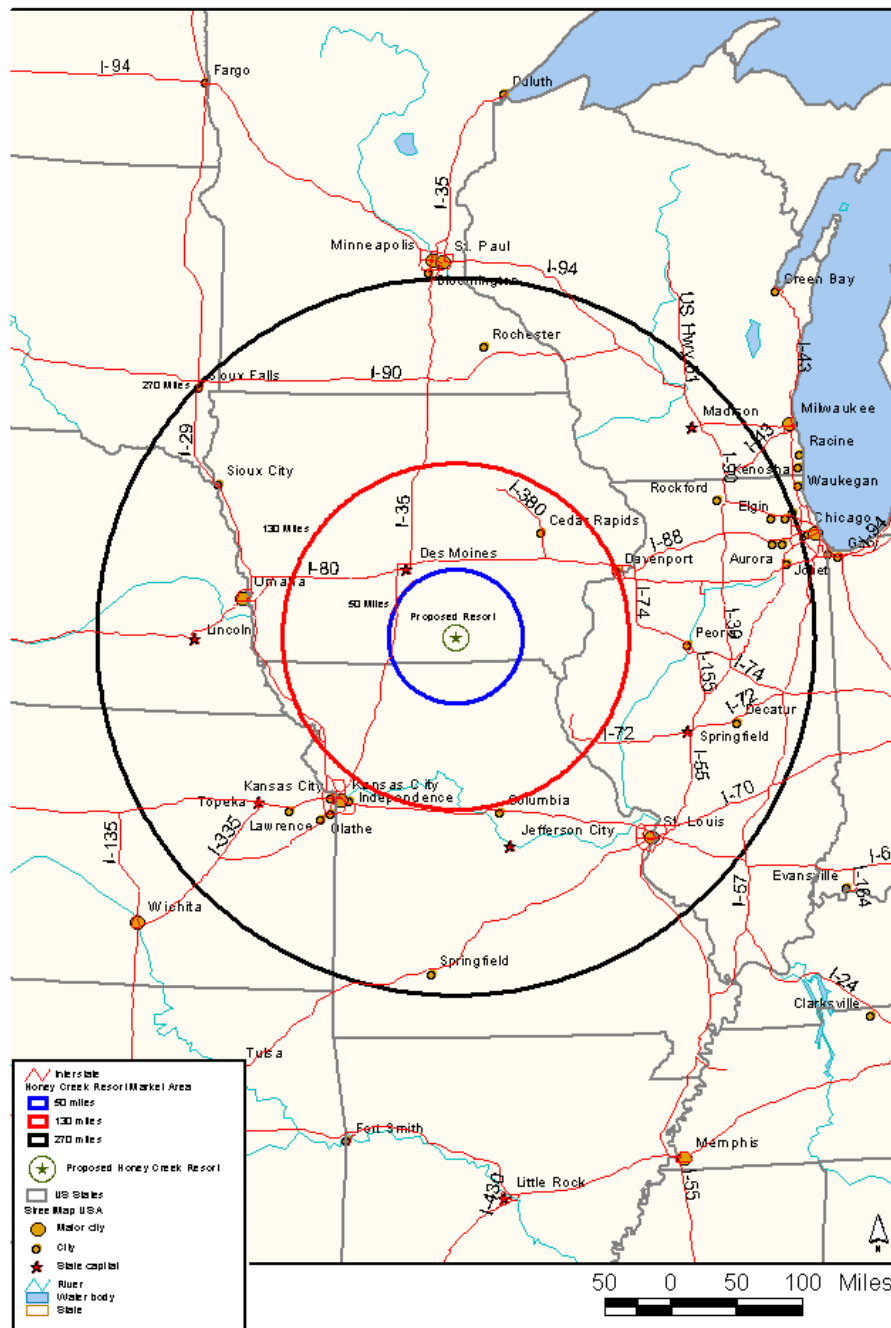 I-94
Fargo
Duluth
I-35
Minneapolis
St. Paul
I-94
Bloomington
Green Bay
US Hwy 51
Rochester
I-43
I-90
Sioux Falls
270 Miles
Madison
Milwaukee
I-43
I-29
Racine
Kenosha
Sioux City
I-90
Waukegan
Rockford
I-380
Elgin
130 Miles
I-35
Cedar Rapids
Chicago
I-94
I-88
Gary
I-80
Des Moines
Davenport
Aurora
Joliet
Omaha
50 Miles
I-74
Proposed Resort
Lincoln
Peoria
I-39
I-155
I-74
I-72
Decatur
I-72
Springfield
I-55
Kansas City
Kansas City
I-70
Topeka
Independence
Columbia
Lawrence
Olathe
St. Louis
I-335
Jefferson City
I-135
I-6
Evansville
I-164
I-57
Wichita
Springfield
I-24
Clarksville
Tulsa
Interstate
Honey Creek Resort Market Area
50 miles
130 miles
270 miles
Fort Smith
Memphis
Proposed Honey Creek Resort
Little Rock
I-430
I-55
US States
Street Map USA
Major city
City
State capital
River
Water body
State
N
50 0 50 100 Miles